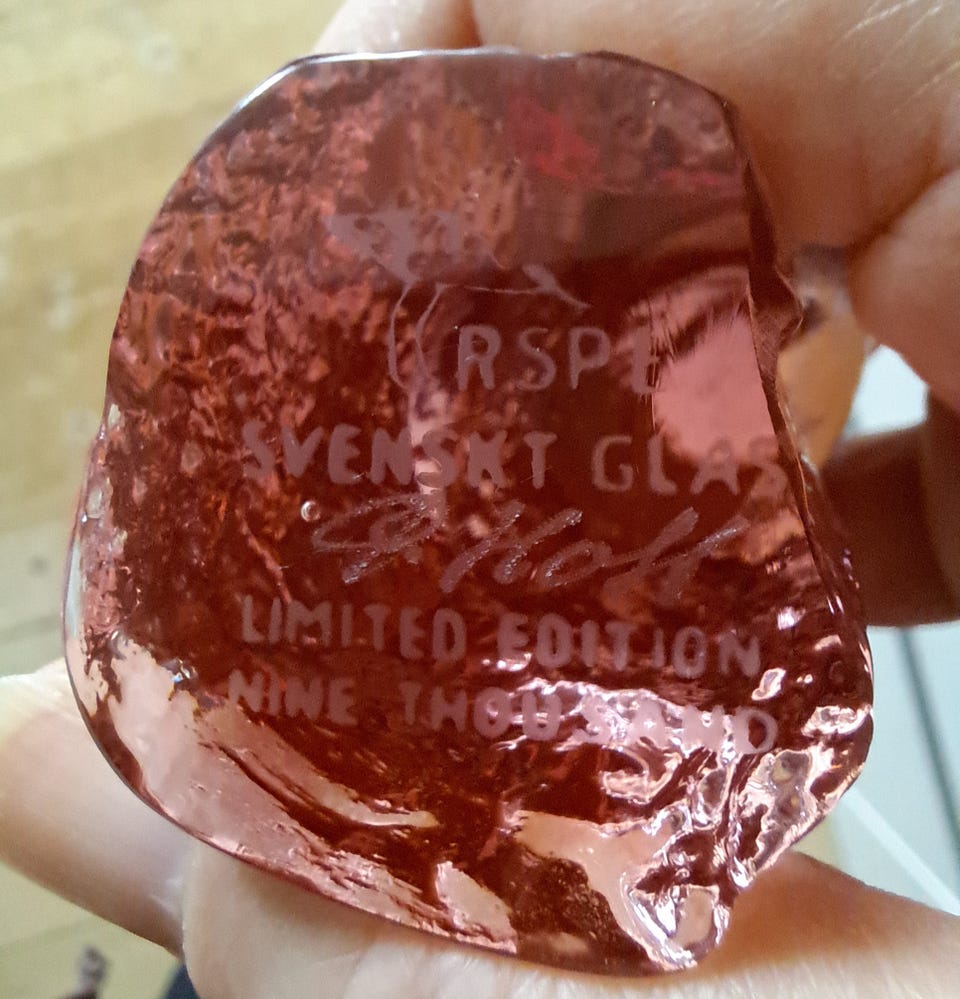 RSPB
SVENSKT GLAS
LIMITED EDITION
NINE THOUSAND